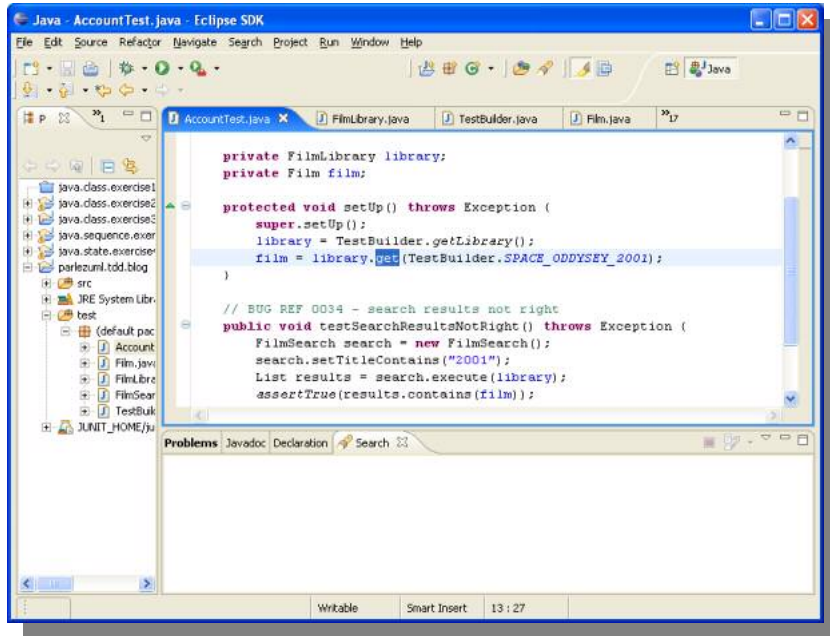 Java - AccountTest.java - Eclipse SDK
File Edit Source Refactor Navigate Search Project Run Window Help
Java
P 1
AccountTest.java FilmLibrary.java TestBuilder.java Film.java 17
java.class.exercise1
java.class.exercise2
java.class.exercise3
java.sequence.exer
java.state.exercise
parlezuml.tdd.blog
src
JRE System Libr
test
(default pac
Account
Film.java
FilmLibra
FilmSear
TestBuil
JUNIT_HOME/ju
private FilmLibrary library;
private Film film;
protected void setUp() throws Exception {
super.setUp();
library = TestBuilder.getLibrary();
film = library.get(TestBuilder.SPACE_ODDYSEY_2001);
}
// BUG REF 0034 - search results not right
public void testSearchResultsNotRight() throws Exception {
FilmSearch search = new FilmSearch();
search.setTitleContains("2001");
List results = search.execute(library);
assertTrue(results.contains(film));
Problems Javadoc Declaration Search
Writable Smart Insert 13 : 27